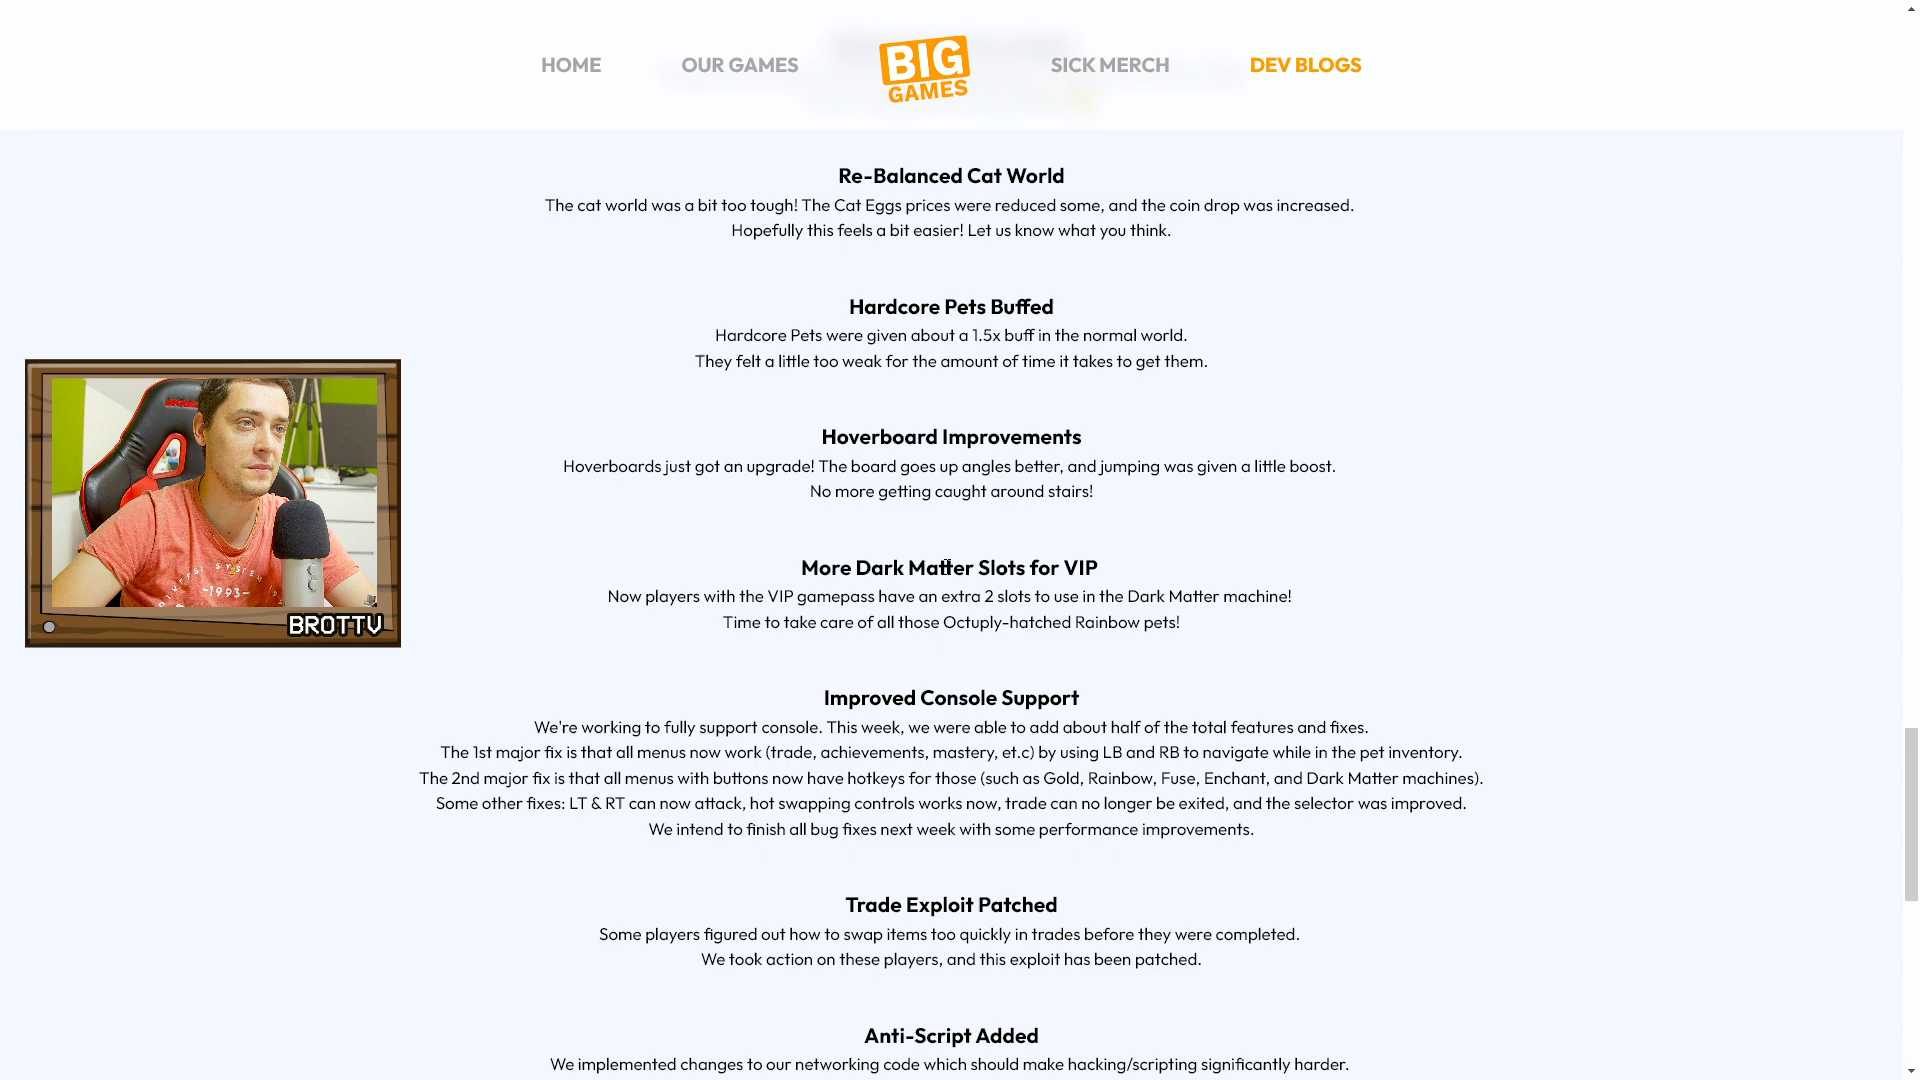 HOME
OUR GAMES
BIG
GAMES
SICK MERCH
DEV BLOGS
Re-Balanced Cat World
The cat world was a bit too tough! The Cat Eggs prices were reduced some, and the coin drop was increased.
Hopefully this feels a bit easier! Let us know what you think.
Hardcore Pets Buffed
Hardcore Pets were given about a 1.5x buff in the normal world.
They felt a little too weak for the amount of time it takes to get them.
Hoverboard Improvements
Hoverboards just got an upgrade! The board goes up angles better, and jumping was given a little boost.
No more getting caught around stairs!
More Dark Matter Slots for VIP
Now players with the VIP gamepass have an extra 2 slots to use in the Dark Matter machine!
Time to take care of all those Octuply-hatched Rainbow pets!
-1993-
BROTTV
Improved Console Support
We're working to fully support console. This week, we were able to add about half of the total features and fixes.
The 1st major fix is that all menus now work (trade, achievements, mastery, et.c) by using LB and RB to navigate while in the pet inventory.
The 2nd major fix is that all menus with buttons now have hotkeys for those (such as Gold, Rainbow, Fuse, Enchant, and Dark Matter machines).
Some other fixes: LT & RT can now attack, hot swapping controls works now, trade can no longer be exited, and the selector was improved.
We intend to finish all bug fixes next week with some performance improvements.
Trade Exploit Patched
Some players figured out how to swap items too quickly in trades before they were completed.
We took action on these players, and this exploit has been patched.
Anti-Script Added
We implemented changes to our networking code which should make hacking/scripting significantly harder.